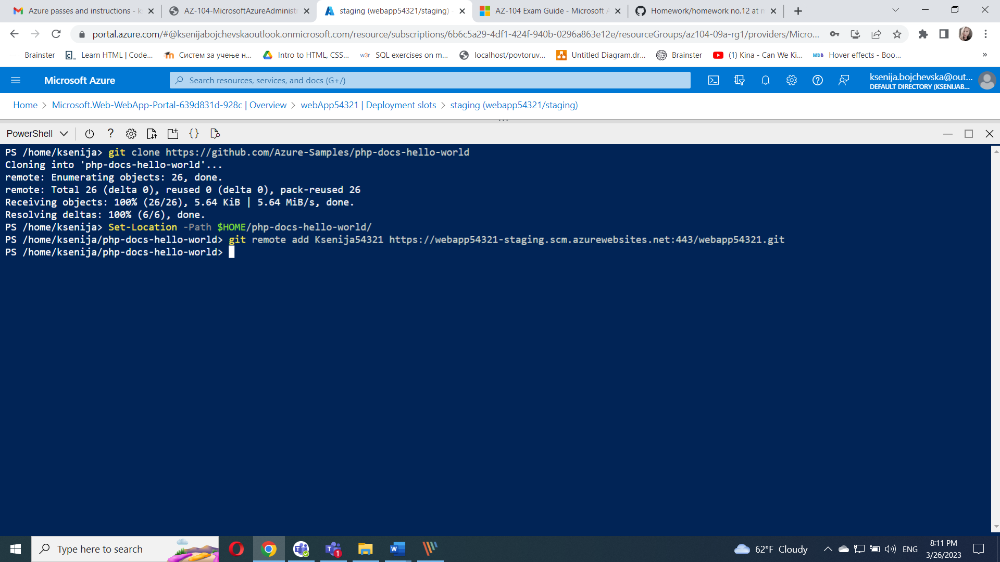 Azure passes and instructions - k
AZ-104-MicrosoftAzureAdministr
staging (webapp54321/staging) -
AZ-104 Exam Guide - Microsoft A
Homework/homework no.12 at m
portal.azure.com/#@ksenijabojchevskaoutlook.onmicrosoft.com/resource/subscriptions/6b6c5a29-4df1-424f-940b-0296a863e12e/resourceGroups/az104-09a-rg1/providers/Micro...
Brainster
Learn HTML | Code...
Систем за учење н...
Intro to HTML, CSS...
w3r SQL exercises on m...
localhost/povtoruv...
Untitled Diagram.dr...
Brainster
(1) Kina - Can We Ki...
MDB Hover effects - Boo...
»
Microsoft Azure
Search resources, services, and docs (G+/)
ksenija.bojchevska@out...
DEFAULT DIRECTORY (KSENIJAB...
Home > Microsoft.Web-WebApp-Portal-639d831d-928c | Overview > webApp54321 | Deployment slots > staging (webapp54321/staging)
PowerShell
PS /home/ksenija> git clone https://github.com/Azure-Samples/php-docs-hello-world
Cloning into 'php-docs-hello-world'...
remote: Enumerating objects: 26, done.
remote: Total 26 (delta 0), reused 0 (delta 0), pack-reused 26
Receiving objects: 100% (26/26), 5.64 KiB | 5.64 MiB/s, done.
Resolving deltas: 100% (6/6), done.
PS /home/ksenija> Set-Location -Path $HOME/php-docs-hello-world/
PS /home/ksenija/php-docs-hello-world> git remote add Ksenija54321 https://webapp54321-staging.scm.azurewebsites.net:443/webapp54321.git
PS /home/ksenija/php-docs-hello-world>
Type here to search
1
62°F Cloudy
ENG
8:11 PM
3/26/2023